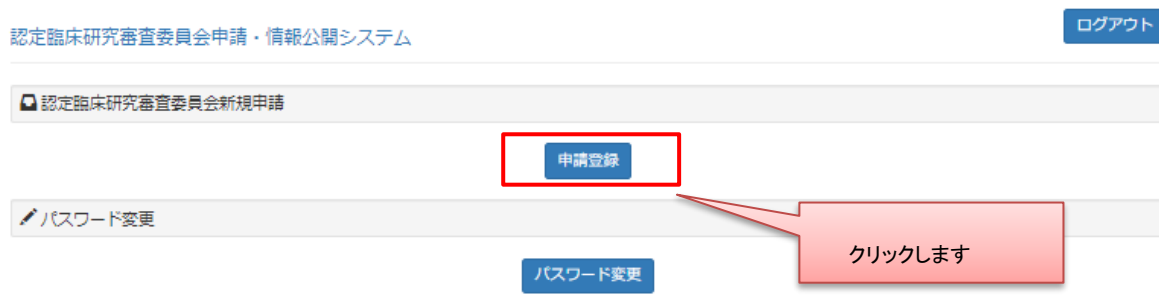 ログアウト
認定臨床研究審査委員会申請・情報公開システム
認定臨床研究審査委員会新規申請
申請登録
パスワード変更
クリックします
パスワード変更